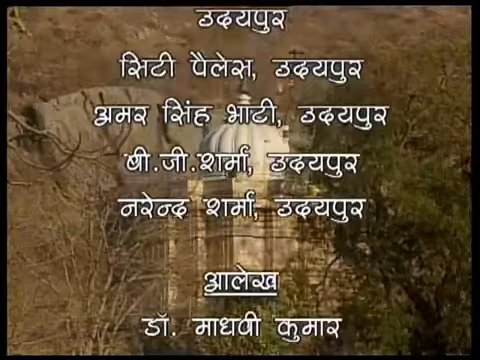 उदयपुर
सिटी पैलेस, उदयपुर
अमर सिंह भाटी, उदयपुर
बी.जी.शर्मा, उदयपुर
नरेन्द्र शर्मा, उदयपुर
आलेख
डॉ. माधवी कुमार